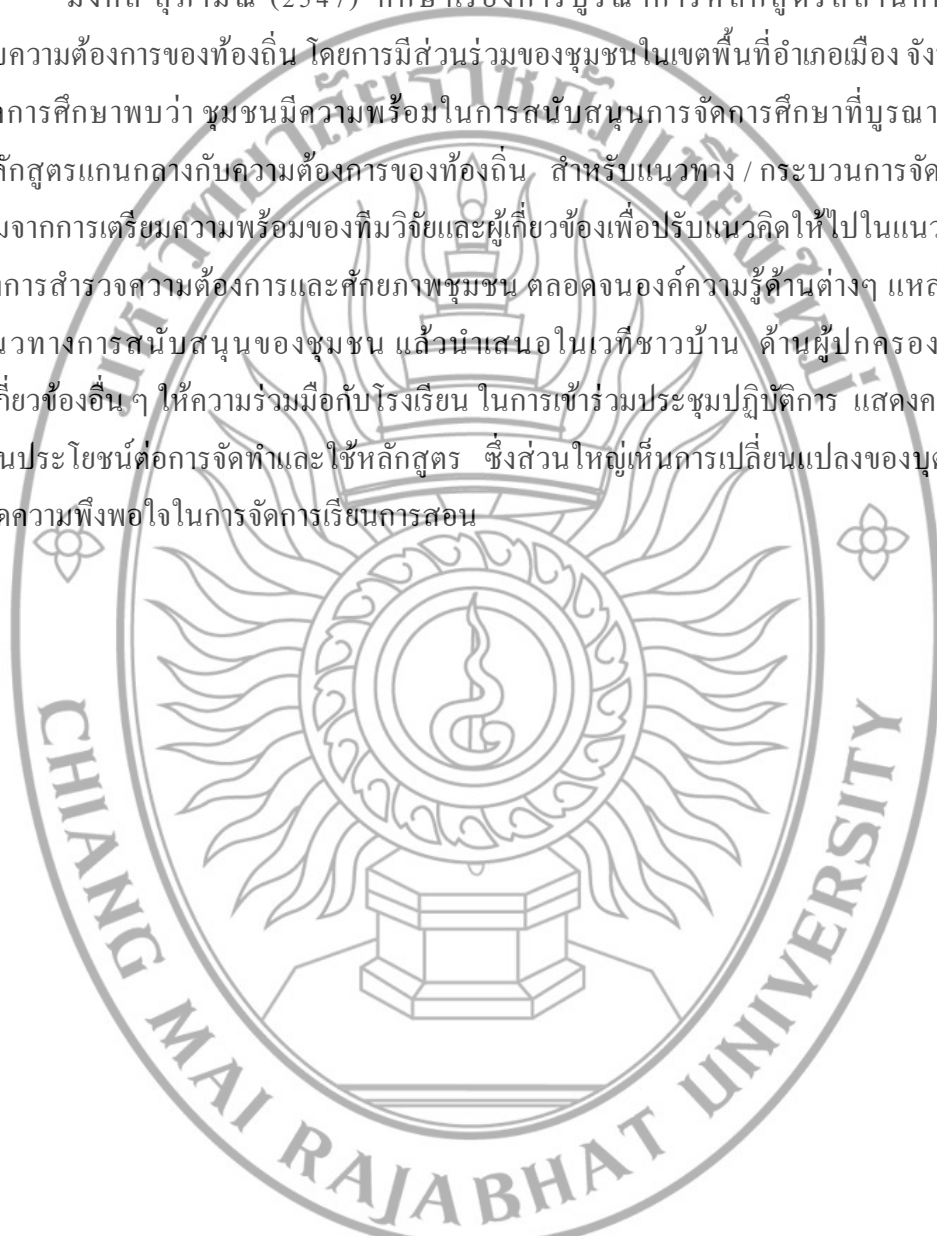 (2547) ศึกษาเรื่องการบูรณาการหลักสูตรสถานศึ
บความต้องการของท้องถิ่น โดยการมีส่วนร่วมของชุมชนในเขตพื้นที่อำเภอเมือง จัง
การศึกษาพบว่า ชุมชนมีความพร้อมในการสนับสนุนการจัดการศึกษาที่บูรณา
ลักสูตรแกนกลางกับความต้องการของท้องถิ่น สำหรับแนวทาง / กระบวนการจัด
มจากการเตรียมความพร้อมของทีมวิจัยและผู้เกี่ยวข้องเพื่อปรับแนวคิดให้ไปในแนว
การสำรวจความต้องการและศักยภาพชุมชน ตลอดจนองค์ความรู้ด้านต่างๆ แหล
นวทางการสนับสนุนของชุมชน แล้วนำเสนอในเวทีชาวบ้าน ด้านผู้ปกครอง
กี่ยวข้องอื่น ๆ ให้ความร่วมมือกับโรงเรียน ในการเข้าร่วมประชุมปฏิบัติการ แสดงค
นประโยชน์ต่อการจัดทำและใช้หลักสูตร ซึ่งส่วนใหญ่เห็นการเปลี่ยนแปลงของบุค
ดความพึงพอใจในการจัดการเรียนการสอน
มหาวิทยาลัยราชภัฏเชียงใหม่
CHIANG MAI RAJABHAT UNIVERSITY